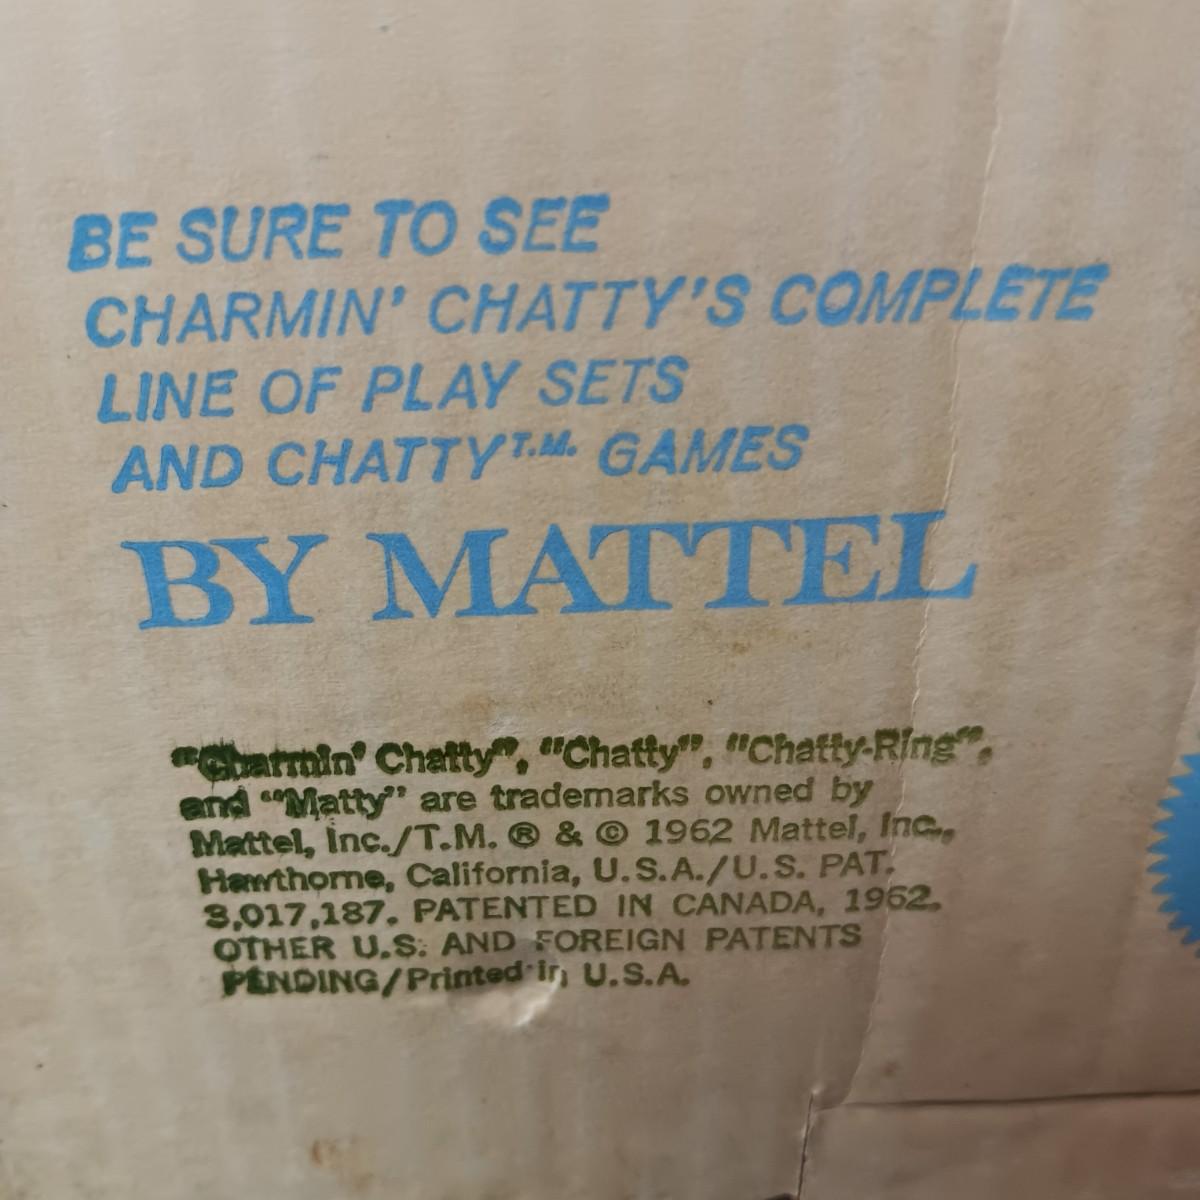 BE SURE TO SEE
CHARMIN' CHATTY'S COMPLETE
LINE OF PLAY SETS
AND CHATTY T.M. GAMES
BY MATTEL
"Charmin' Chatty", "Chatty", "Chatty-Ring",
and "Matty" are trademarks owned by
Mattel, Inc./T.M. ® & © 1962 Mattel, Inc.,
Hawthorne, California, U.S.A./U.S. PAT.
3,017,187. PATENTED IN CANADA, 1962.
OTHER U.S. AND FOREIGN PATENTS
PENDING/Printed in U.S.A.